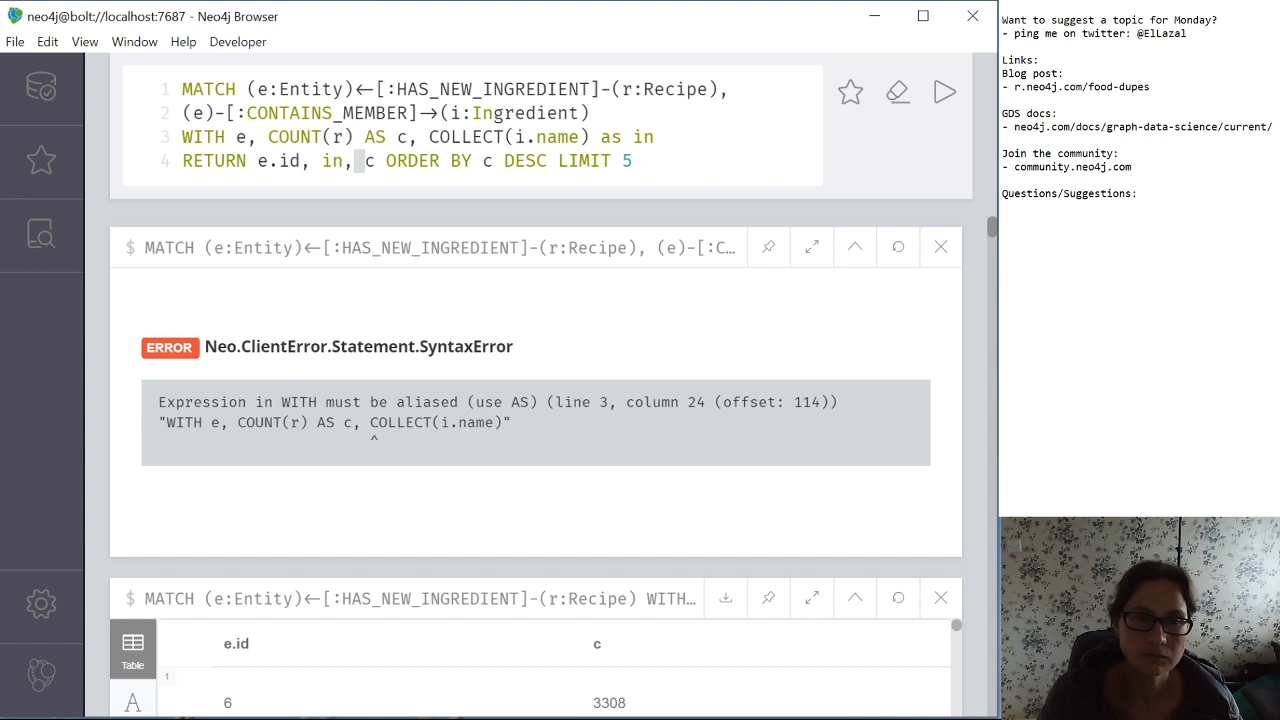 neo4j@bolt://localhost:7687 - Neo4j Browser
File Edit View Window Help Developer
1 MATCH (e:Entity)<-[:HAS_NEW_INGREDIENT]-(r:Recipe),
2 (e)-[:CONTAINS_MEMBER]->(i:Ingredient)
3 WITH e, COUNT(r) AS c, COLLECT(i.name) as in
4 RETURN e.id, in, c ORDER BY c DESC LIMIT 5
$ MATCH (e:Entity)<-[:HAS_NEW_INGREDIENT]-(r:Recipe), (e)-[:C…
ERROR Neo.ClientError.Statement.SyntaxError
Expression in WITH must be aliased (use AS) (line 3, column 24 (offset: 114))
"WITH e, COUNT(r) AS c, COLLECT(i.name)"
^
$ MATCH (e:Entity)<-[:HAS_NEW_INGREDIENT]-(r:Recipe) WITH…
Table
A
e.id c
1
6 3308
Want to suggest a topic for Monday?
- ping me on twitter: @ElLazal
Links:
Blog post:
- r.neo4j.com/food-dupes
GDS docs:
- neo4j.com/docs/graph-data-science/current/
Join the community:
- community.neo4j.com
Questions/Suggestions: